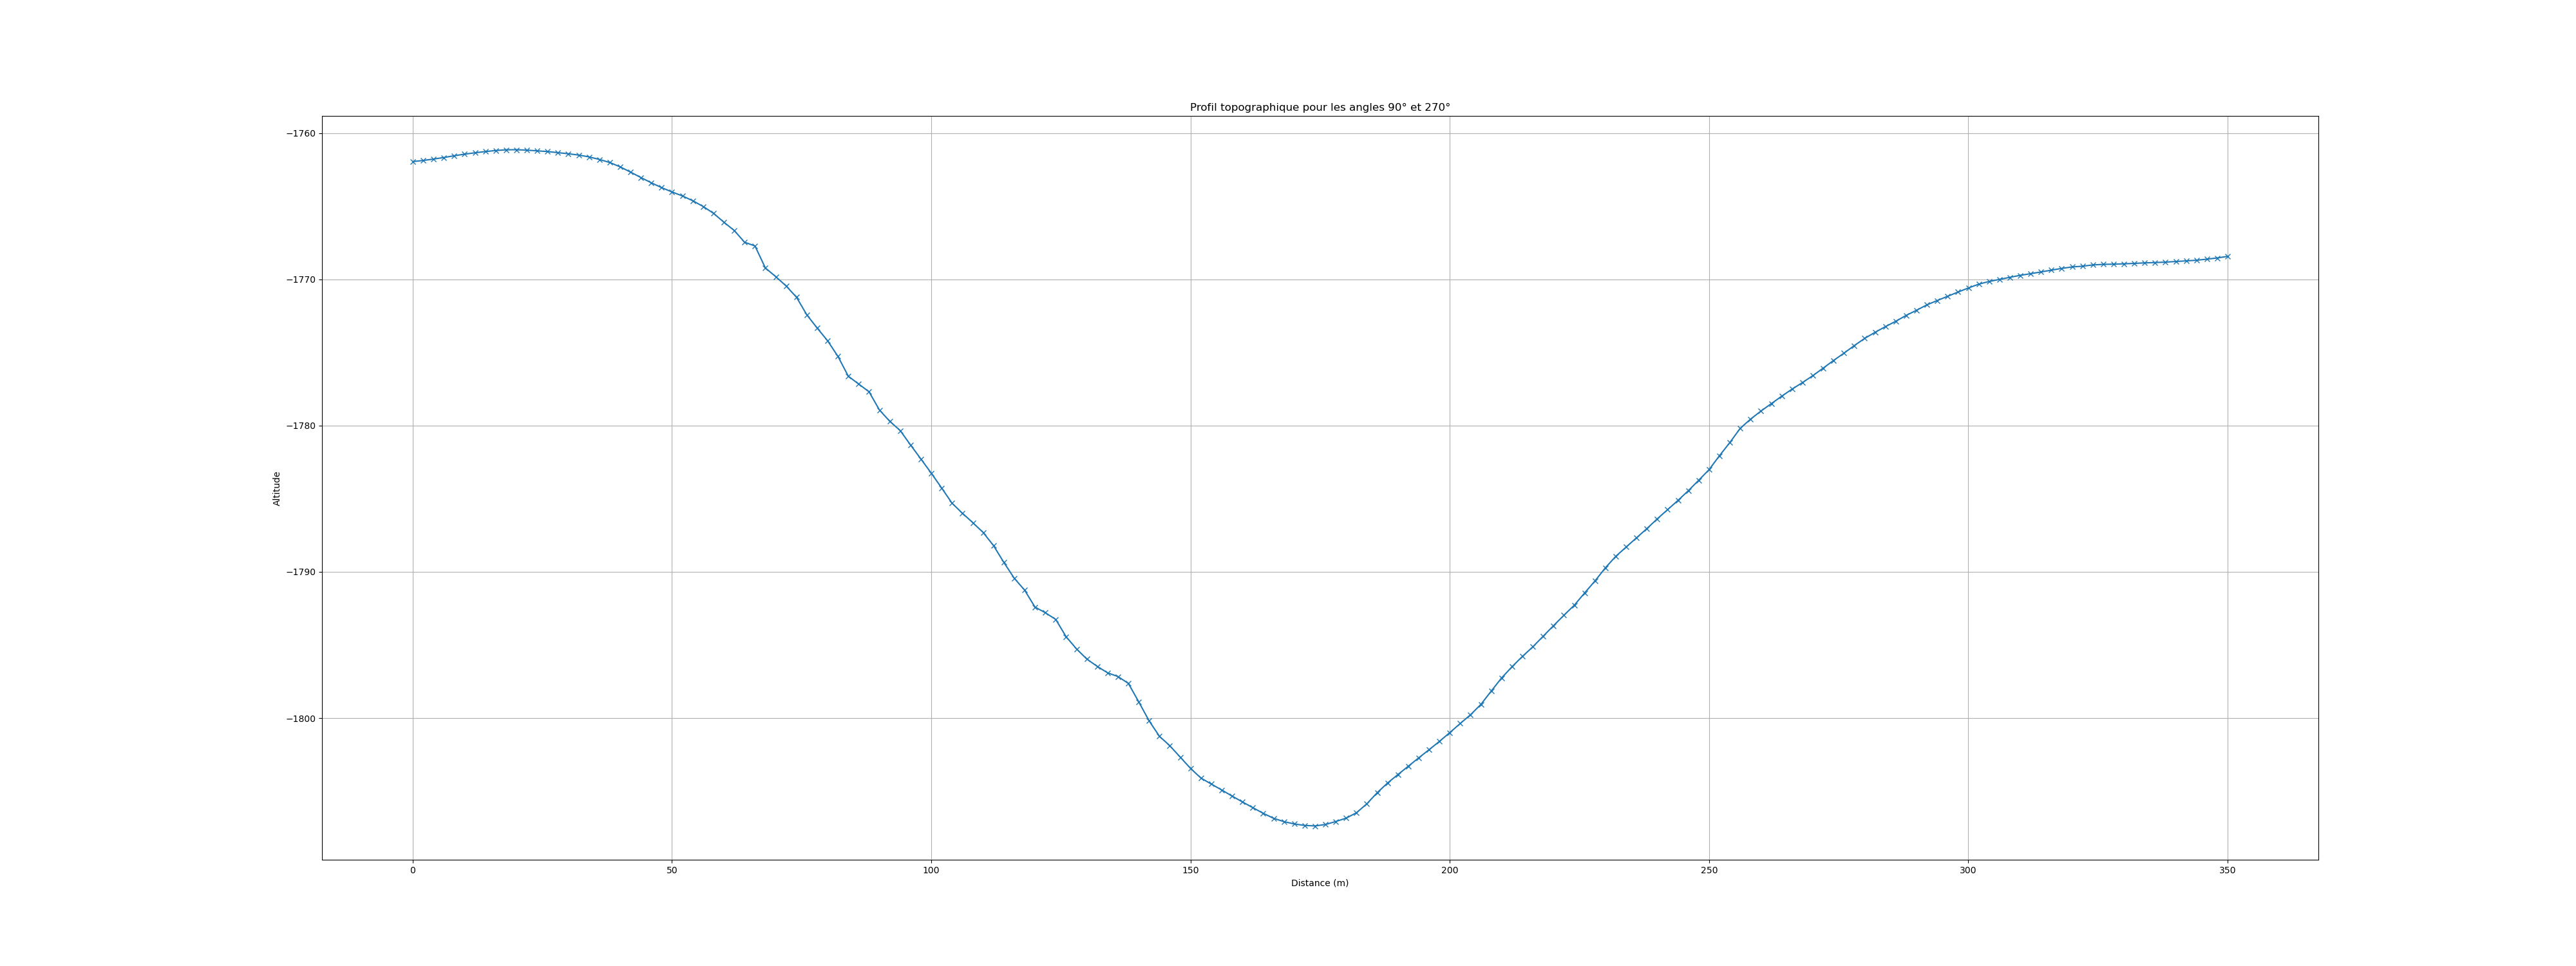 Profil topographique pour les angles 90° et 270°
−1760
−1770
−1780
−1790
−1800
Altitude
0 50 100 150 200 250 300 350
Distance (m)